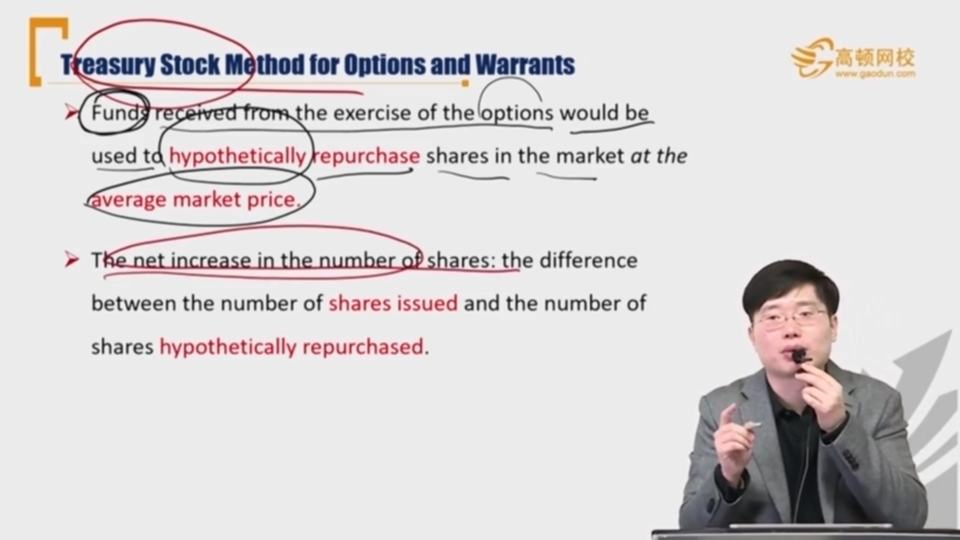 Treasury Stock Method for Options and Warrants
高顿网校
www.gaodun.com
Funds received from the exercise of the options would be
used to hypothetically repurchase shares in the market at the
average market price.
The net increase in the number of shares: the difference
between the number of shares issued and the number of
shares hypothetically repurchased.